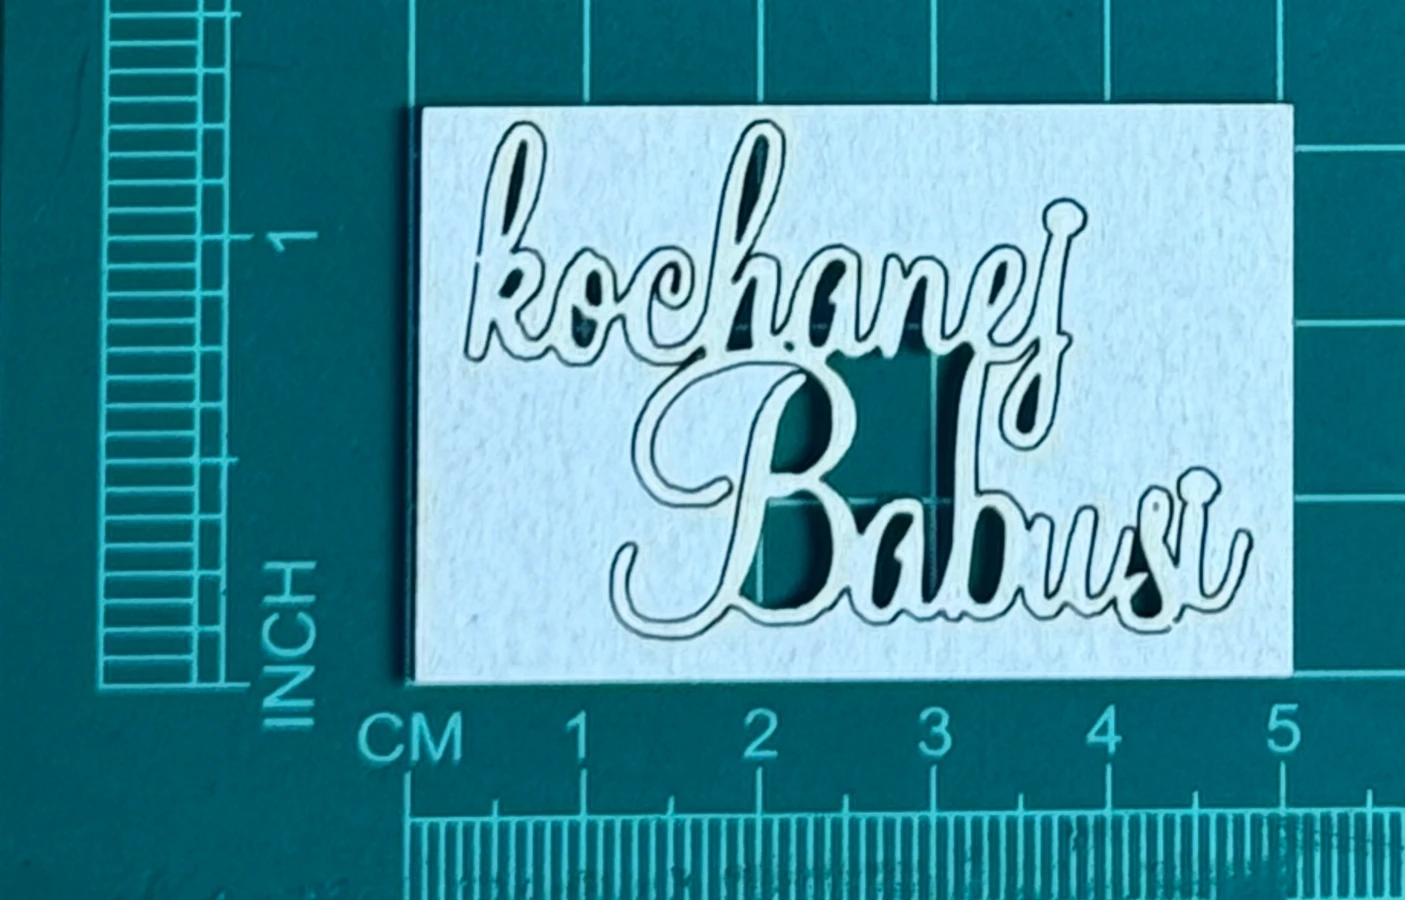 kochanej
Babusi
1
INCH
CM 1 2 3 4 5